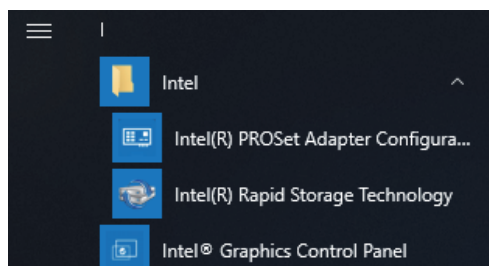 I
Intel
Intel(R) PROSet Adapter Configura...
Intel(R) Rapid Storage Technology
Intel® Graphics Control Panel